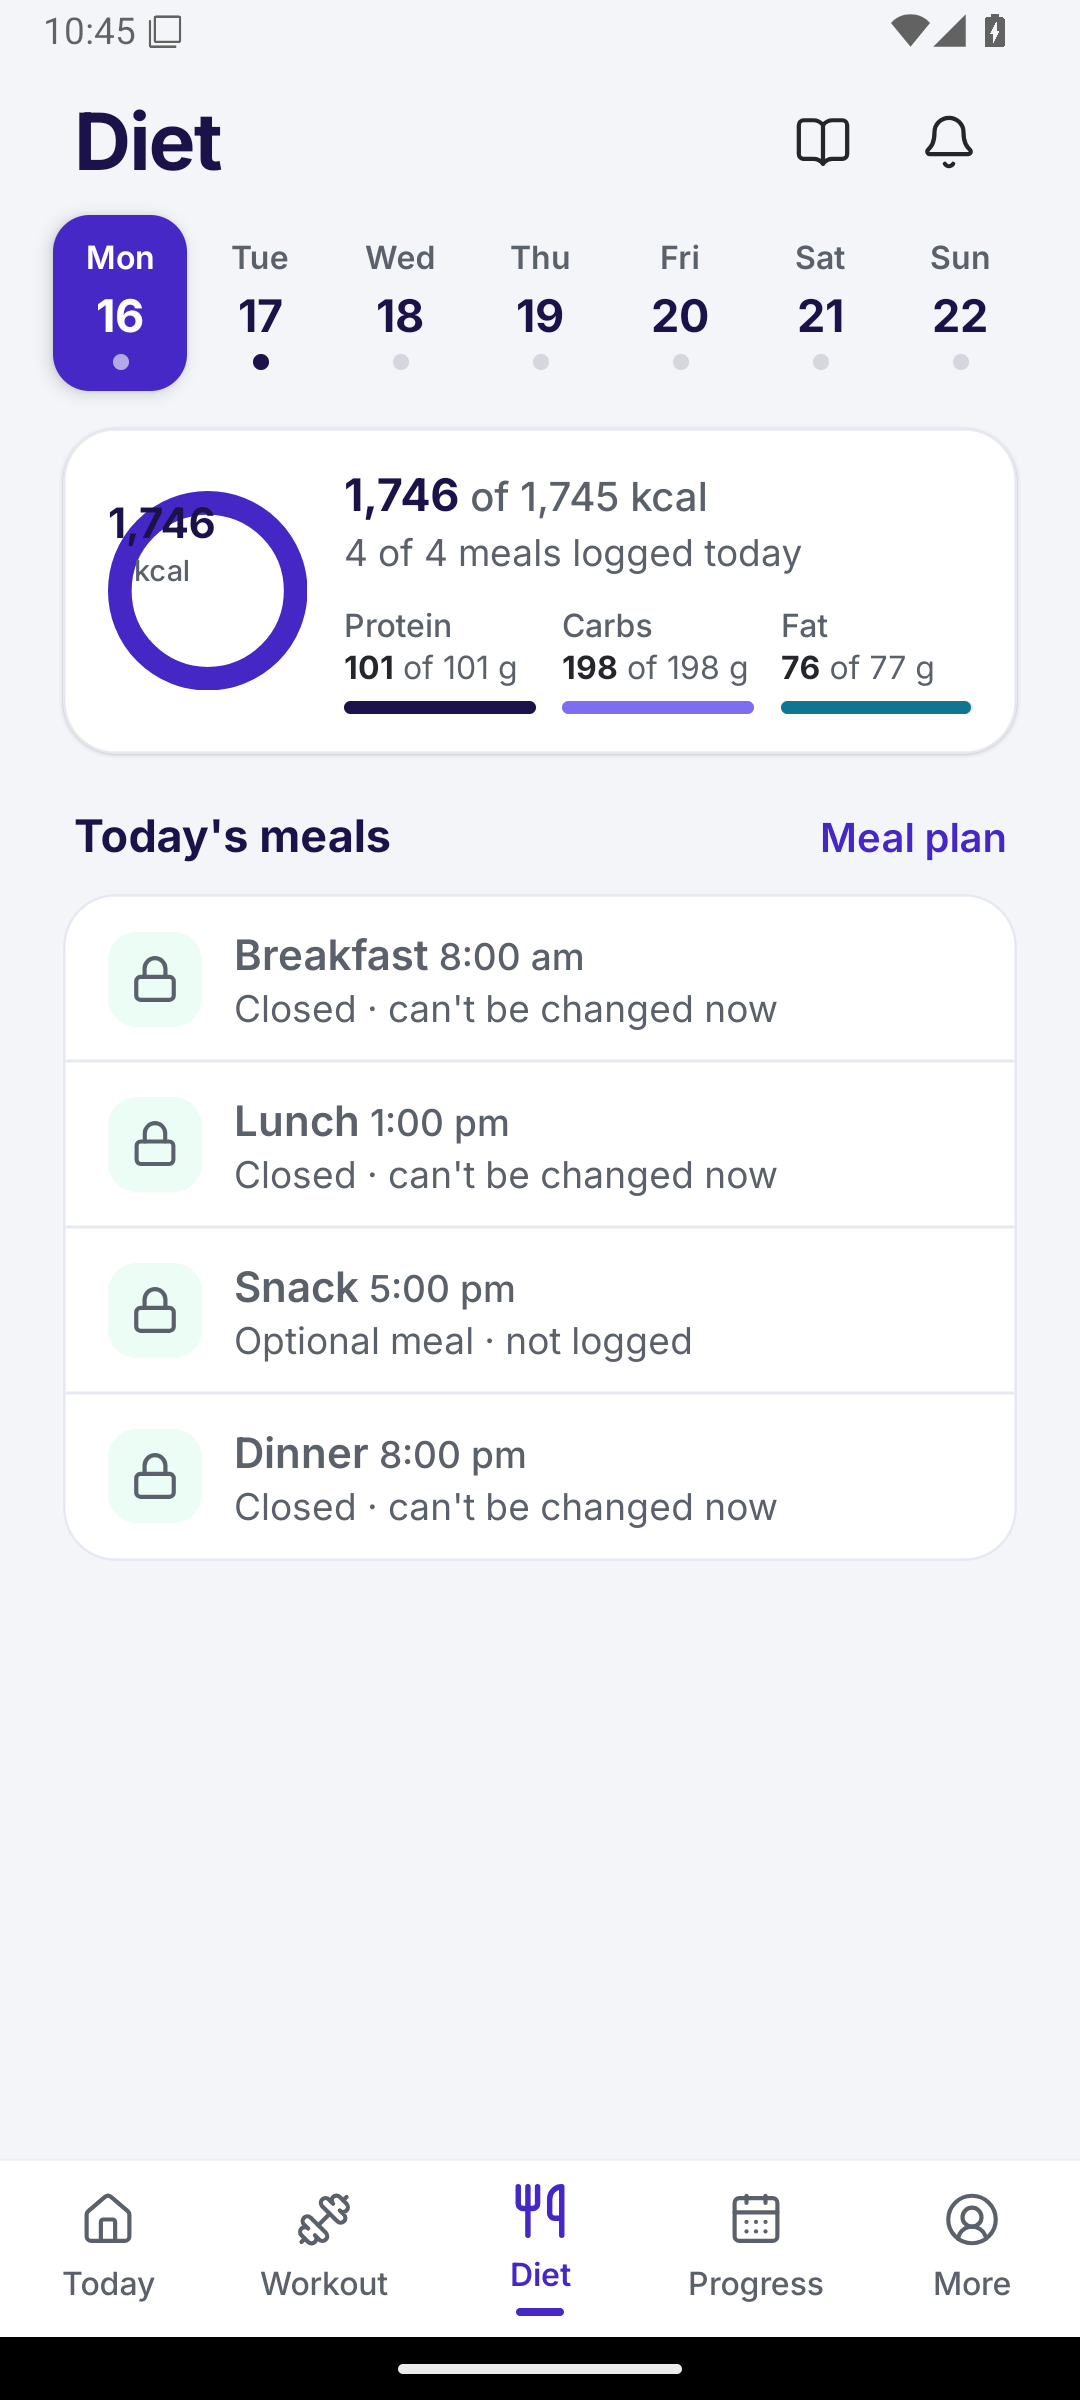 10:45
Diet
Mon Tue Wed Thu Fri Sat Sun
16 17 18 19 20 21 22
1,746 of 1,745 kcal
1,746
kcal
4 of 4 meals logged today
Protein Carbs Fat
101 of 101 g 198 of 198 g 76 of 77 g
Today's meals Meal plan
Breakfast 8:00 am
Closed · can't be changed now
Lunch 1:00 pm
Closed · can't be changed now
Snack 5:00 pm
Optional meal · not logged
Dinner 8:00 pm
Closed · can't be changed now
Today Workout Diet Progress More